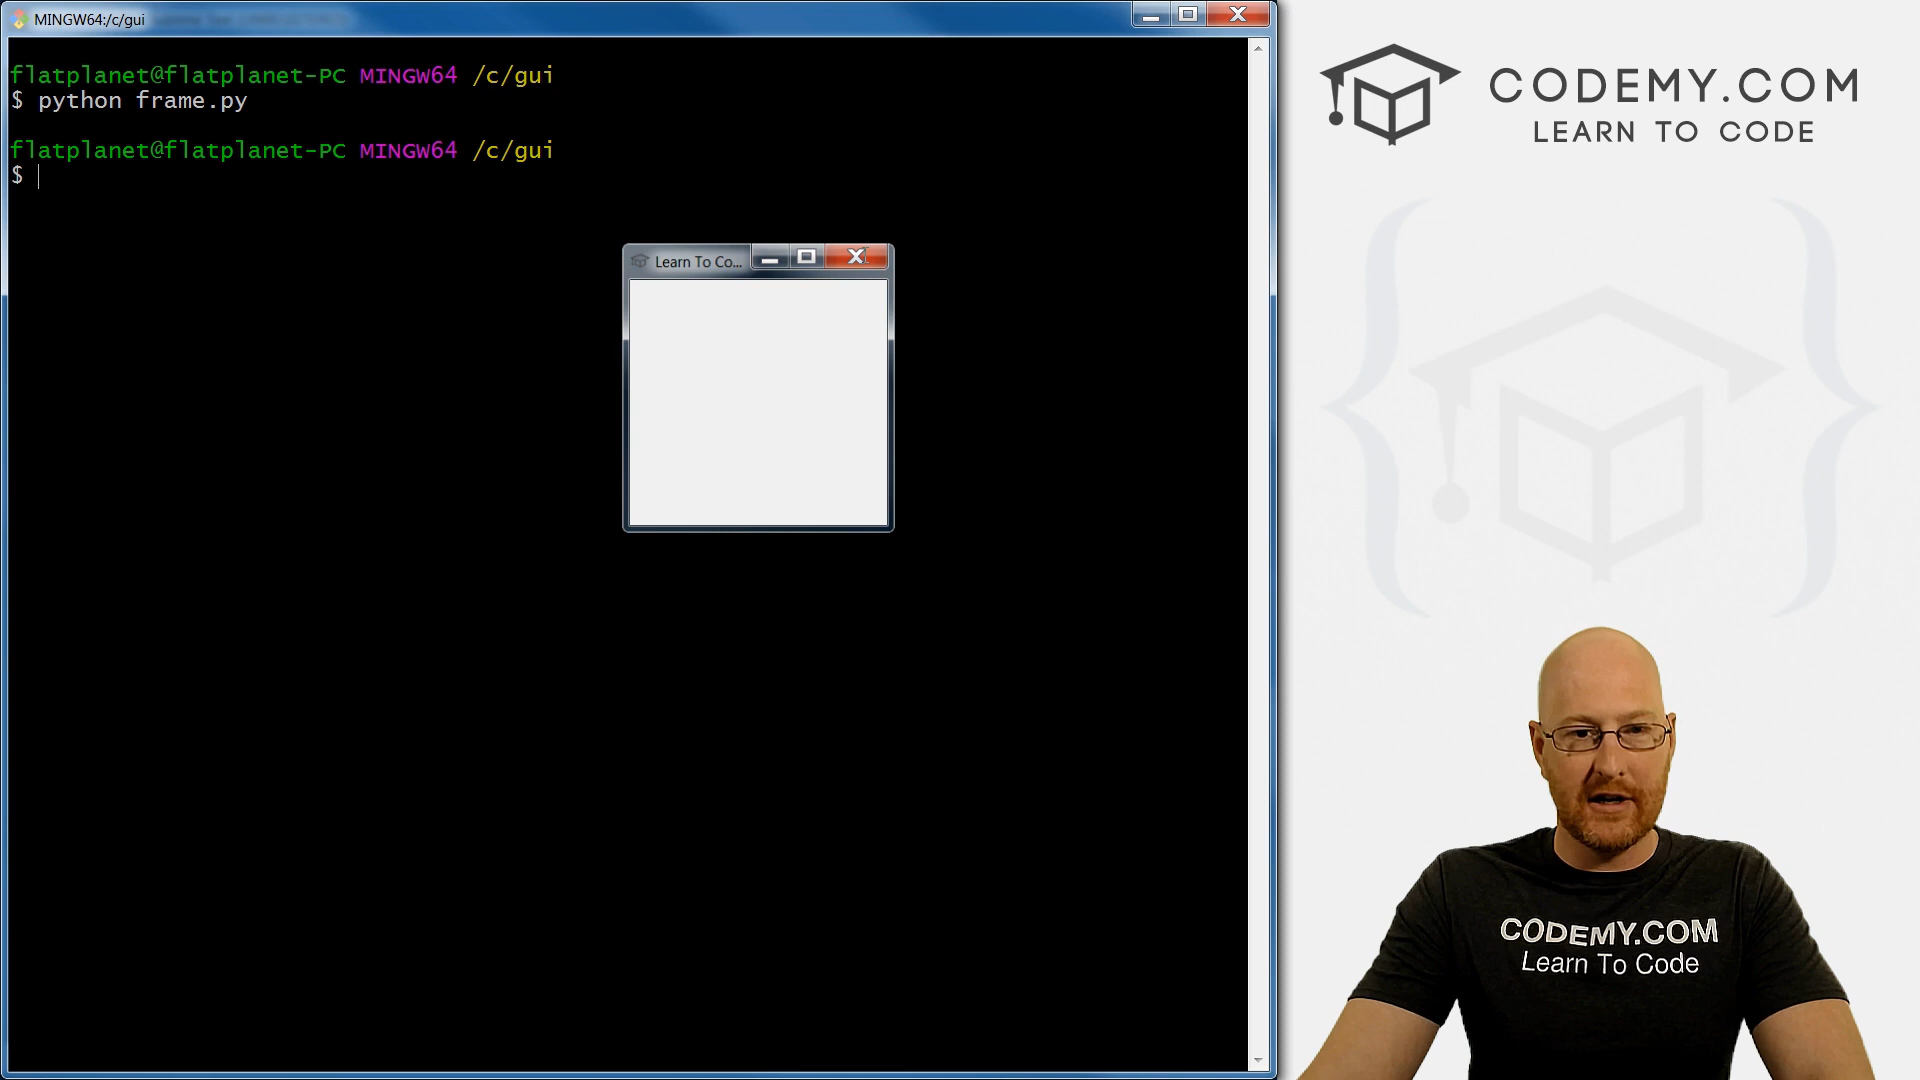 MINGW64:/c/gui
flatplanet@flatplanet-PC MINGW64 /c/gui
$ python frame.py
flatplanet@flatplanet-PC MINGW64 /c/gui
$
Learn To Co...
CODEMY.COM
LEARN TO CODE
CODEMY.COM
Learn To Code